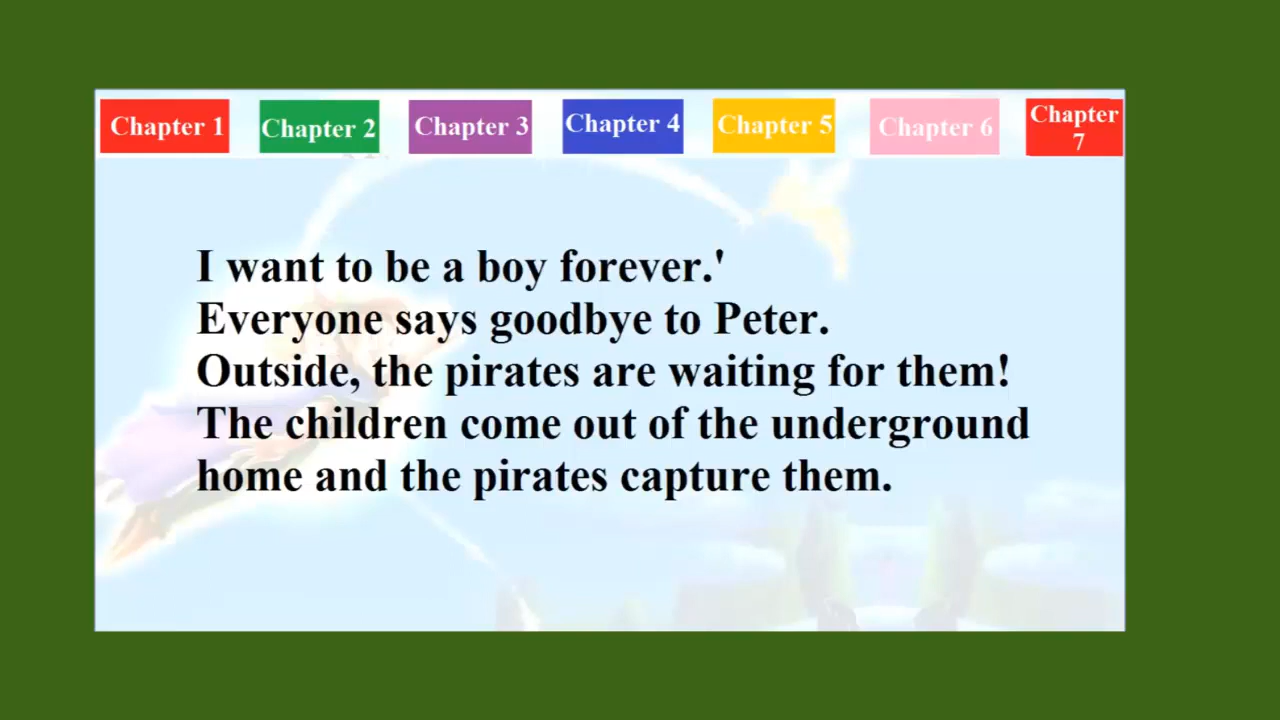 Chapter 1
Chapter 2
Chapter 3
Chapter 4
Chapter 5
Chapter 6
Chapter
7
I want to be a boy forever.'
Everyone says goodbye to Peter.
Outside, the pirates are waiting for them!
The children come out of the underground
home and the pirates capture them.